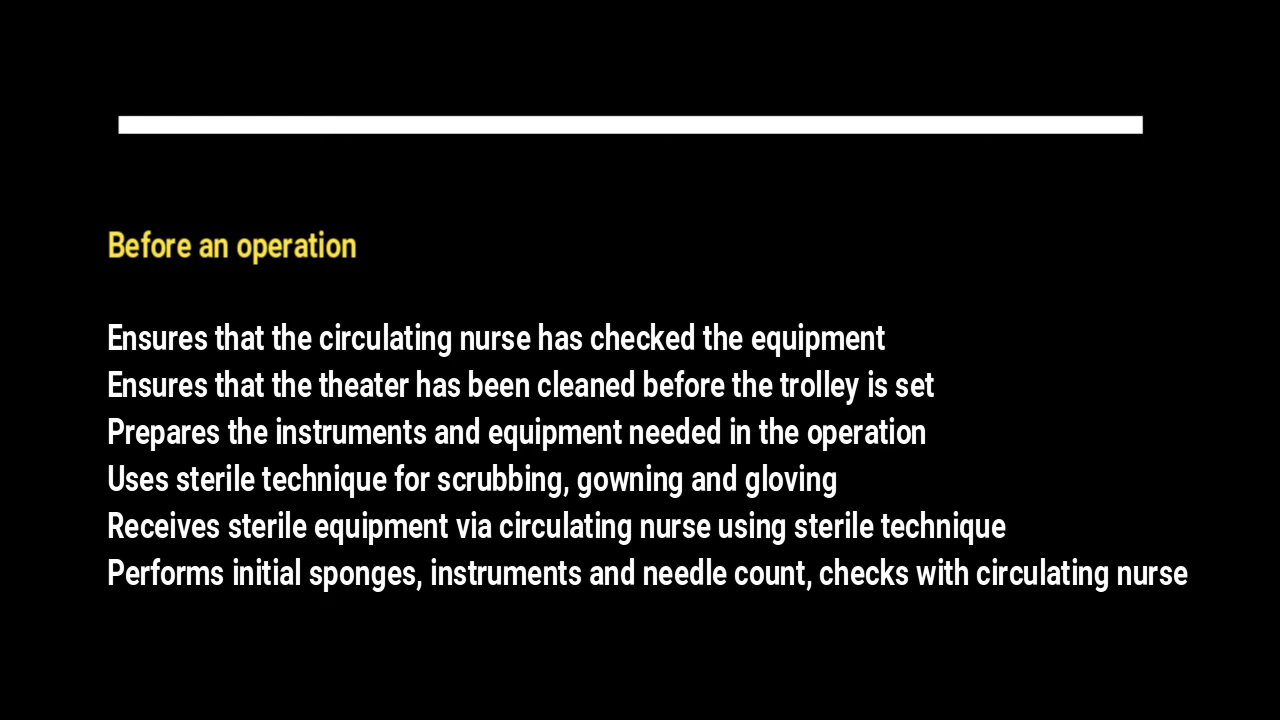 Before an operation
Ensures that the circulating nurse has checked the equipment
Ensures that the theater has been cleaned before the trolley is set
Prepares the instruments and equipment needed in the operation
Uses sterile technique for scrubbing, gowning and gloving
Receives sterile equipment via circulating nurse using sterile technique
Performs initial sponges, instruments and needle count, checks with circulating nurse